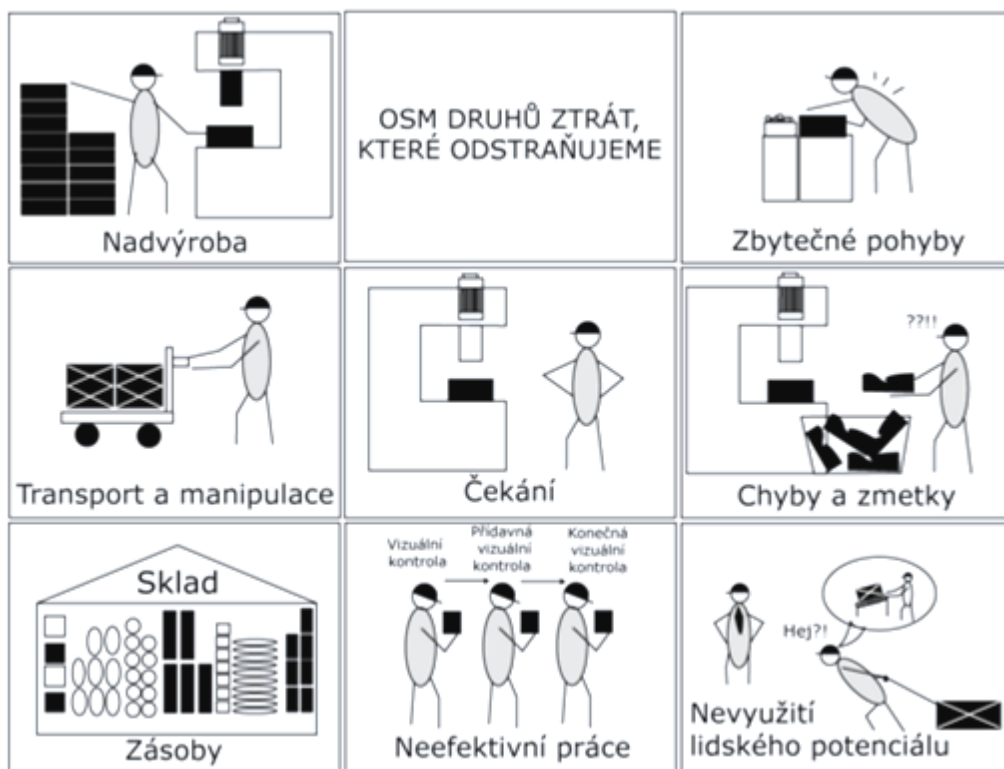 OSM DRUHŮ ZTRÁT,
KTERÉ ODSTRAŇUJEME
Nadvýroba
Zbytečné pohyby
??!!
Transport a manipulace
Čekání
Chyby a zmetky
Sklad
Zásoby
Vizuální
kontrola
Přídavná
vizuální
kontrola
Konečná
vizuální
kontrola
Neefektivní práce
Hej?!
Nevyužití
lidského potenciálu